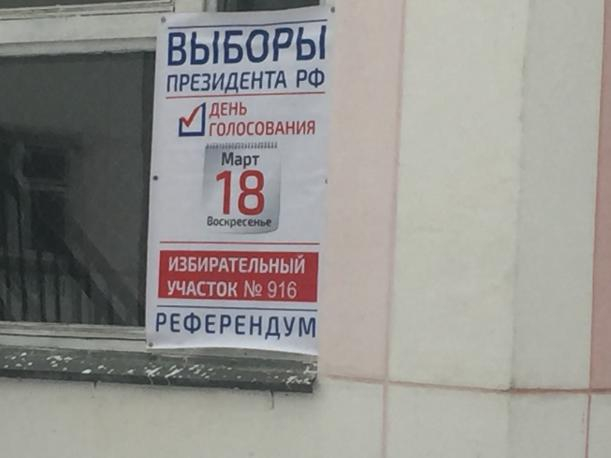 ВЫБОРЫ
ПРЕЗИДЕНТА РФ
ДЕНЬ
ГОЛОСОВАНИЯ
Март
18
Воскресенье
ИЗБИРАТЕЛЬНЫЙ
УЧАСТОК № 916
РЕФЕРЕНДУМ